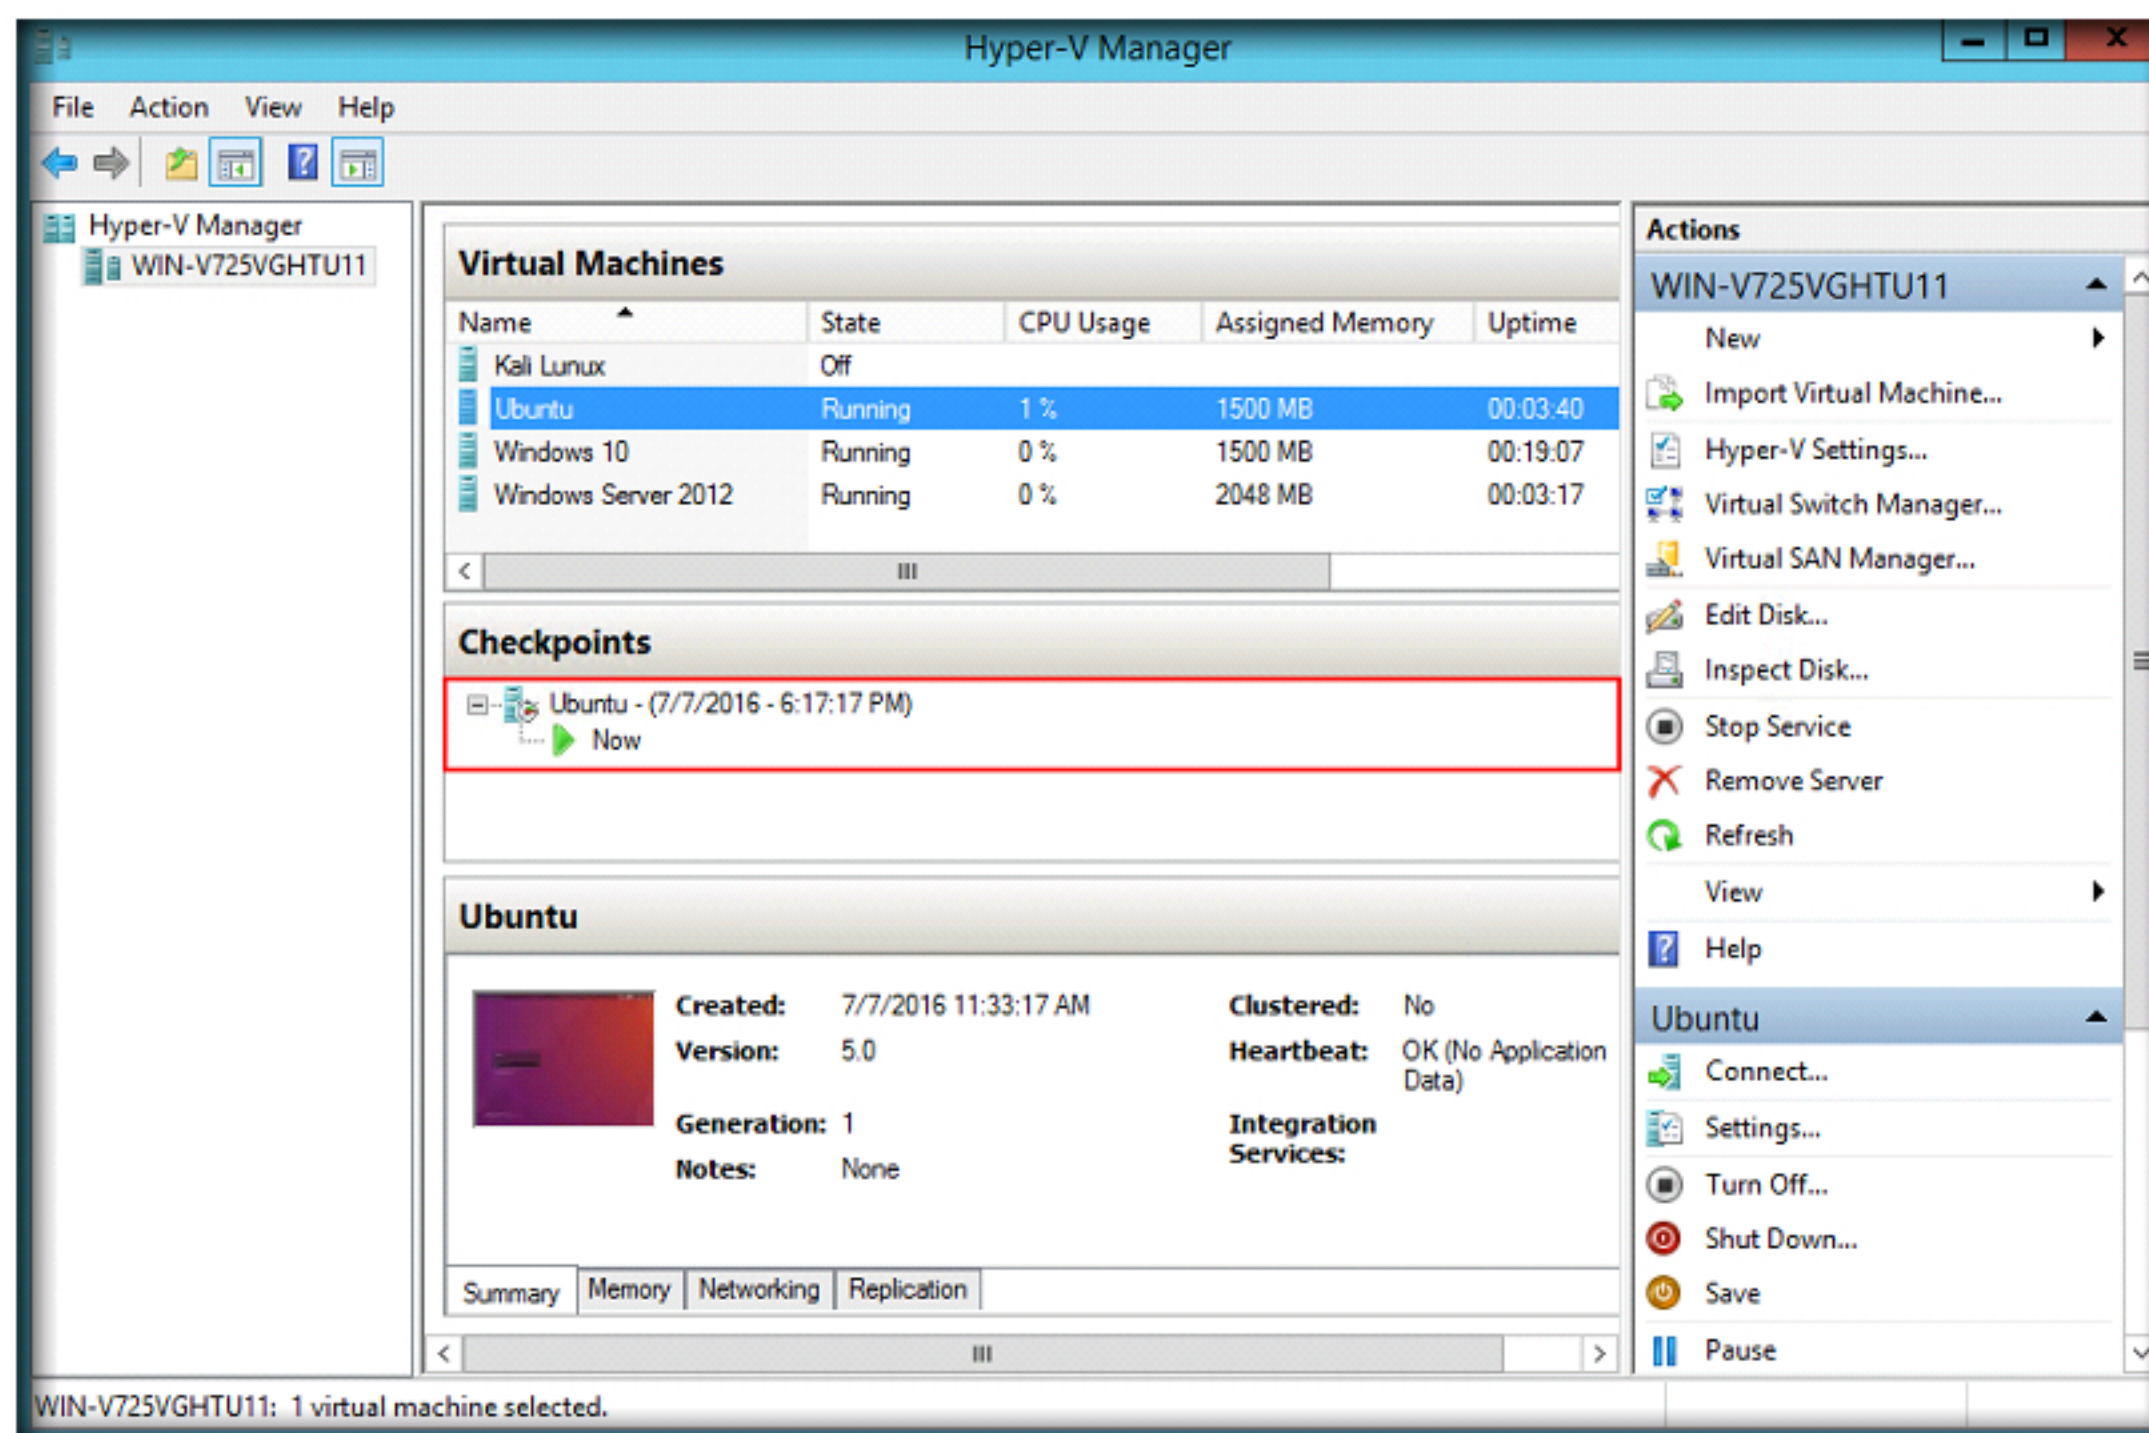 Hyper-V Manager
File Action View Help
Hyper-V Manager
WIN-V725VGHTU11
Virtual Machines
Name State CPU Usage Assigned Memory Uptime
Kali Lunux Off
Ubuntu Running 1 % 1500 MB 00:03:40
Windows 10 Running 0 % 1500 MB 00:19:07
Windows Server 2012 Running 0 % 2048 MB 00:03:17
Checkpoints
Ubuntu - (7/7/2016 - 6:17:17 PM)
Now
Ubuntu
Created: 7/7/2016 11:33:17 AM Clustered: No
Version: 5.0 Heartbeat: OK (No Application
Data)
Generation: 1 Integration
Services:
Notes: None
Summary Memory Networking Replication
Actions
WIN-V725VGHTU11
New
Import Virtual Machine...
Hyper-V Settings...
Virtual Switch Manager...
Virtual SAN Manager...
Edit Disk...
Inspect Disk...
Stop Service
Remove Server
Refresh
View
Help
Ubuntu
Connect...
Settings...
Turn Off...
Shut Down...
Save
Pause
WIN-V725VGHTU11: 1 virtual machine selected.